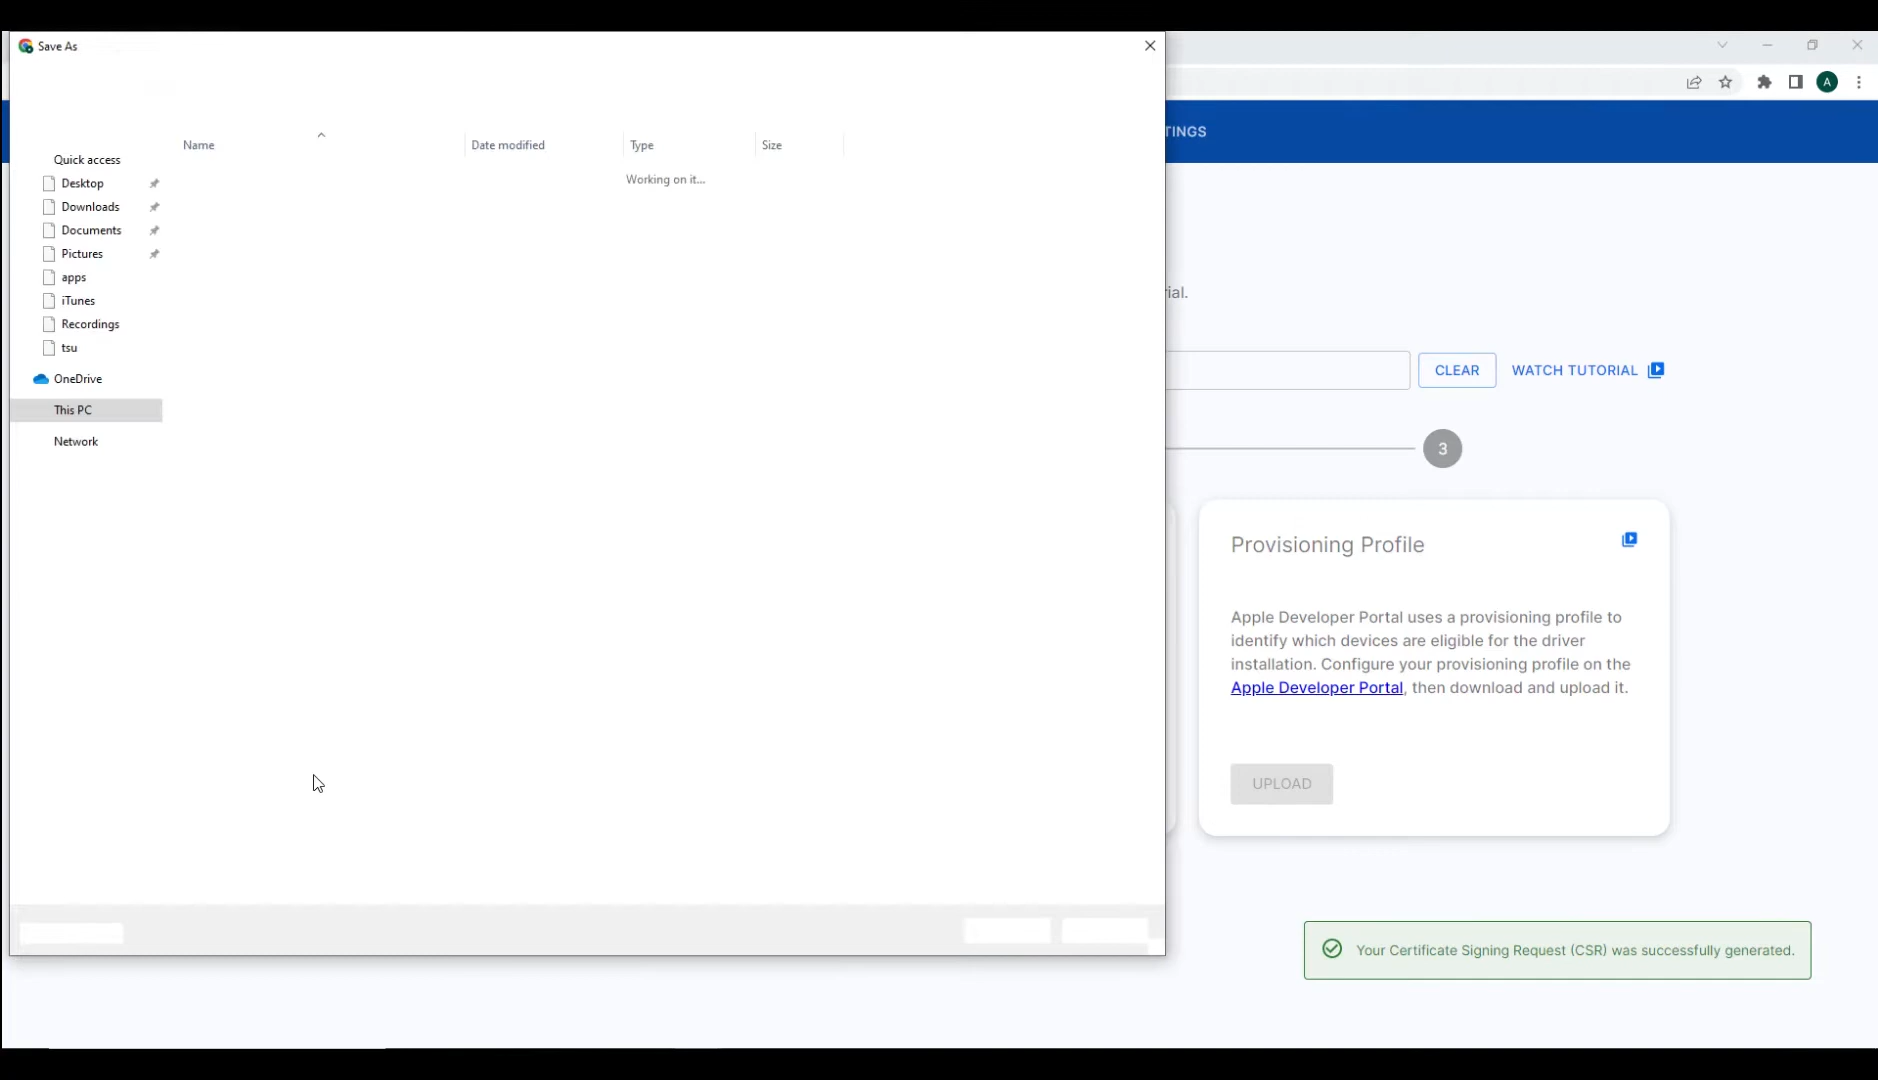 Save As
Name
Date modified
Type
Size
Working on it...
Quick access
Desktop
Downloads
Documents
Pictures
apps
iTunes
Recordings
tsu
OneDrive
This PC
Network
A
TINGS
rial.
CLEAR
WATCH TUTORIAL
3
Provisioning Profile
Apple Developer Portal uses a provisioning profile to
identify which devices are eligible for the driver
installation. Configure your provisioning profile on the
Apple Developer Portal, then download and upload it.
UPLOAD
Your Certificate Signing Request (CSR) was successfully generated.